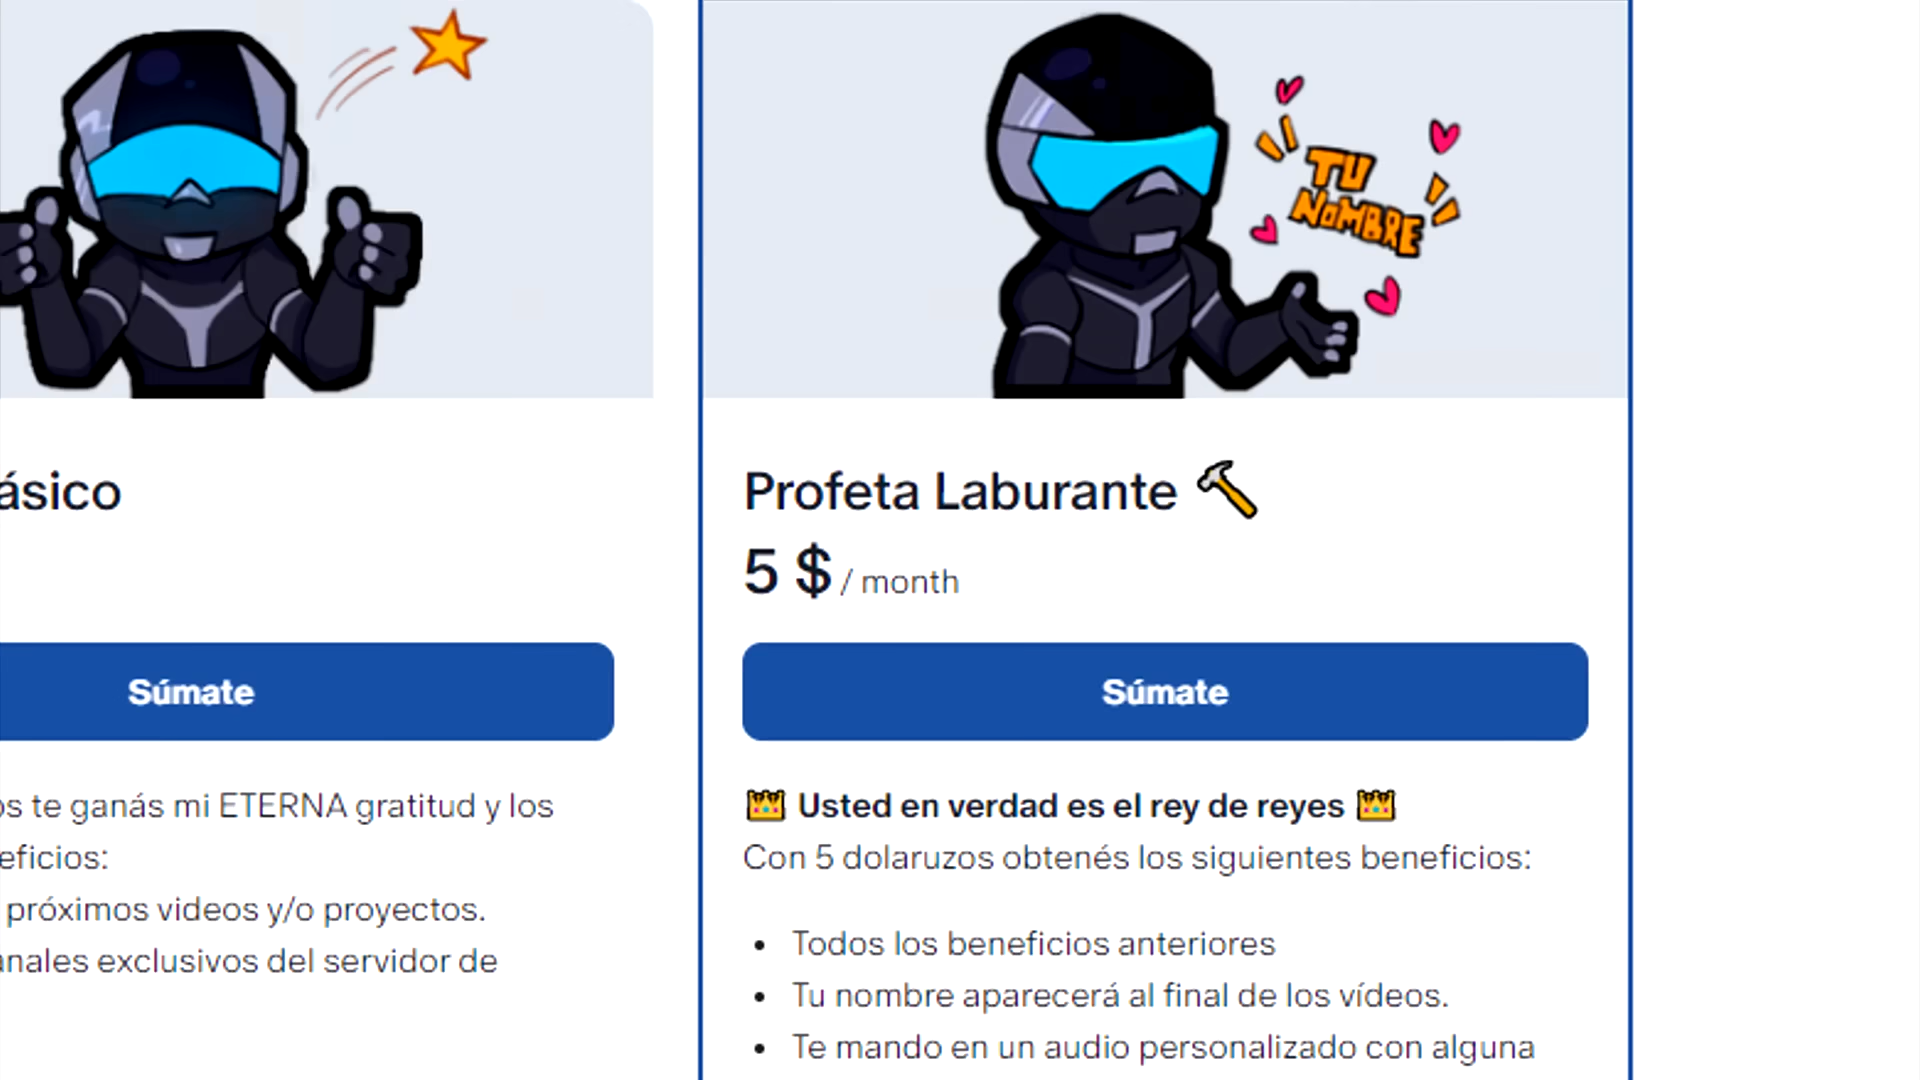 TU
NOMBRE
ásico
Súmate
os te ganás mi ETERNA gratitud y los
eficios:
próximos videos y/o proyectos.
anales exclusivos del servidor de
Profeta Laburante
5 $ / month
Súmate
Usted en verdad es el rey de reyes
Con 5 dolaruzos obtenés los siguientes beneficios:
• Todos los beneficios anteriores
• Tu nombre aparecerá al final de los vídeos.
• Te mando en un audio personalizado con alguna